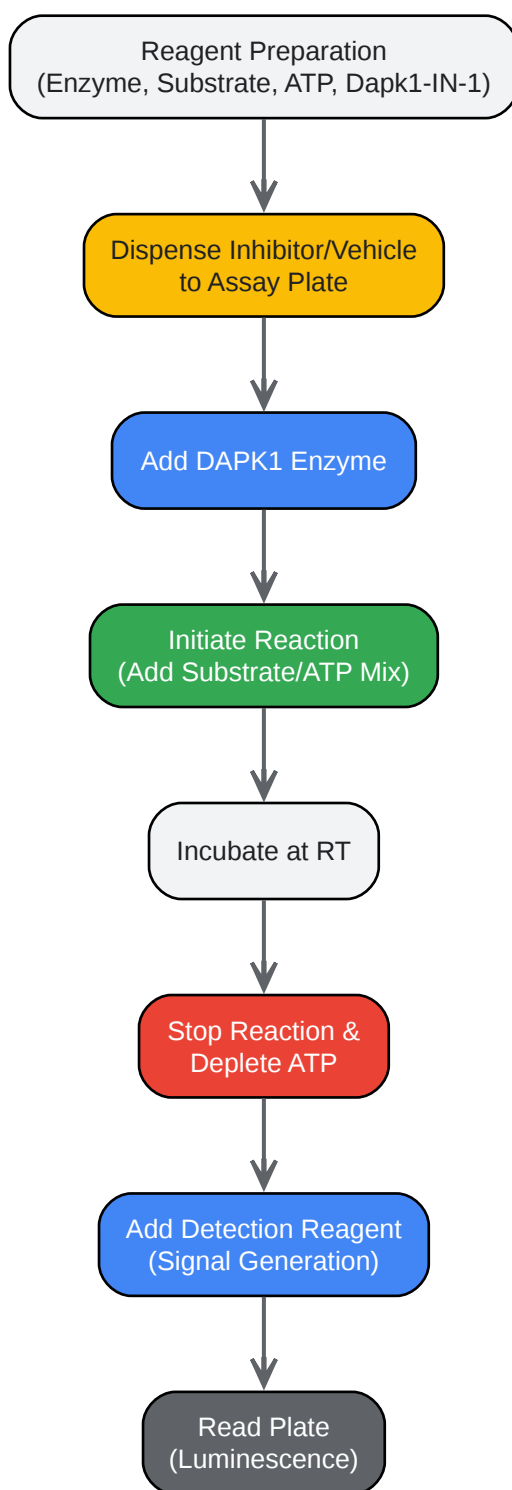 Reagent Preparation
(Enzyme, Substrate, ATP, Dapk1-IN-1)
Dispense Inhibitor/Vehicle
to Assay Plate
Add DAPK1 Enzyme
Initiate Reaction
(Add Substrate/ATP Mix)
Incubate at RT
Stop Reaction &
Deplete ATP
Add Detection Reagent
(Signal Generation)
Read Plate
(Luminescence)